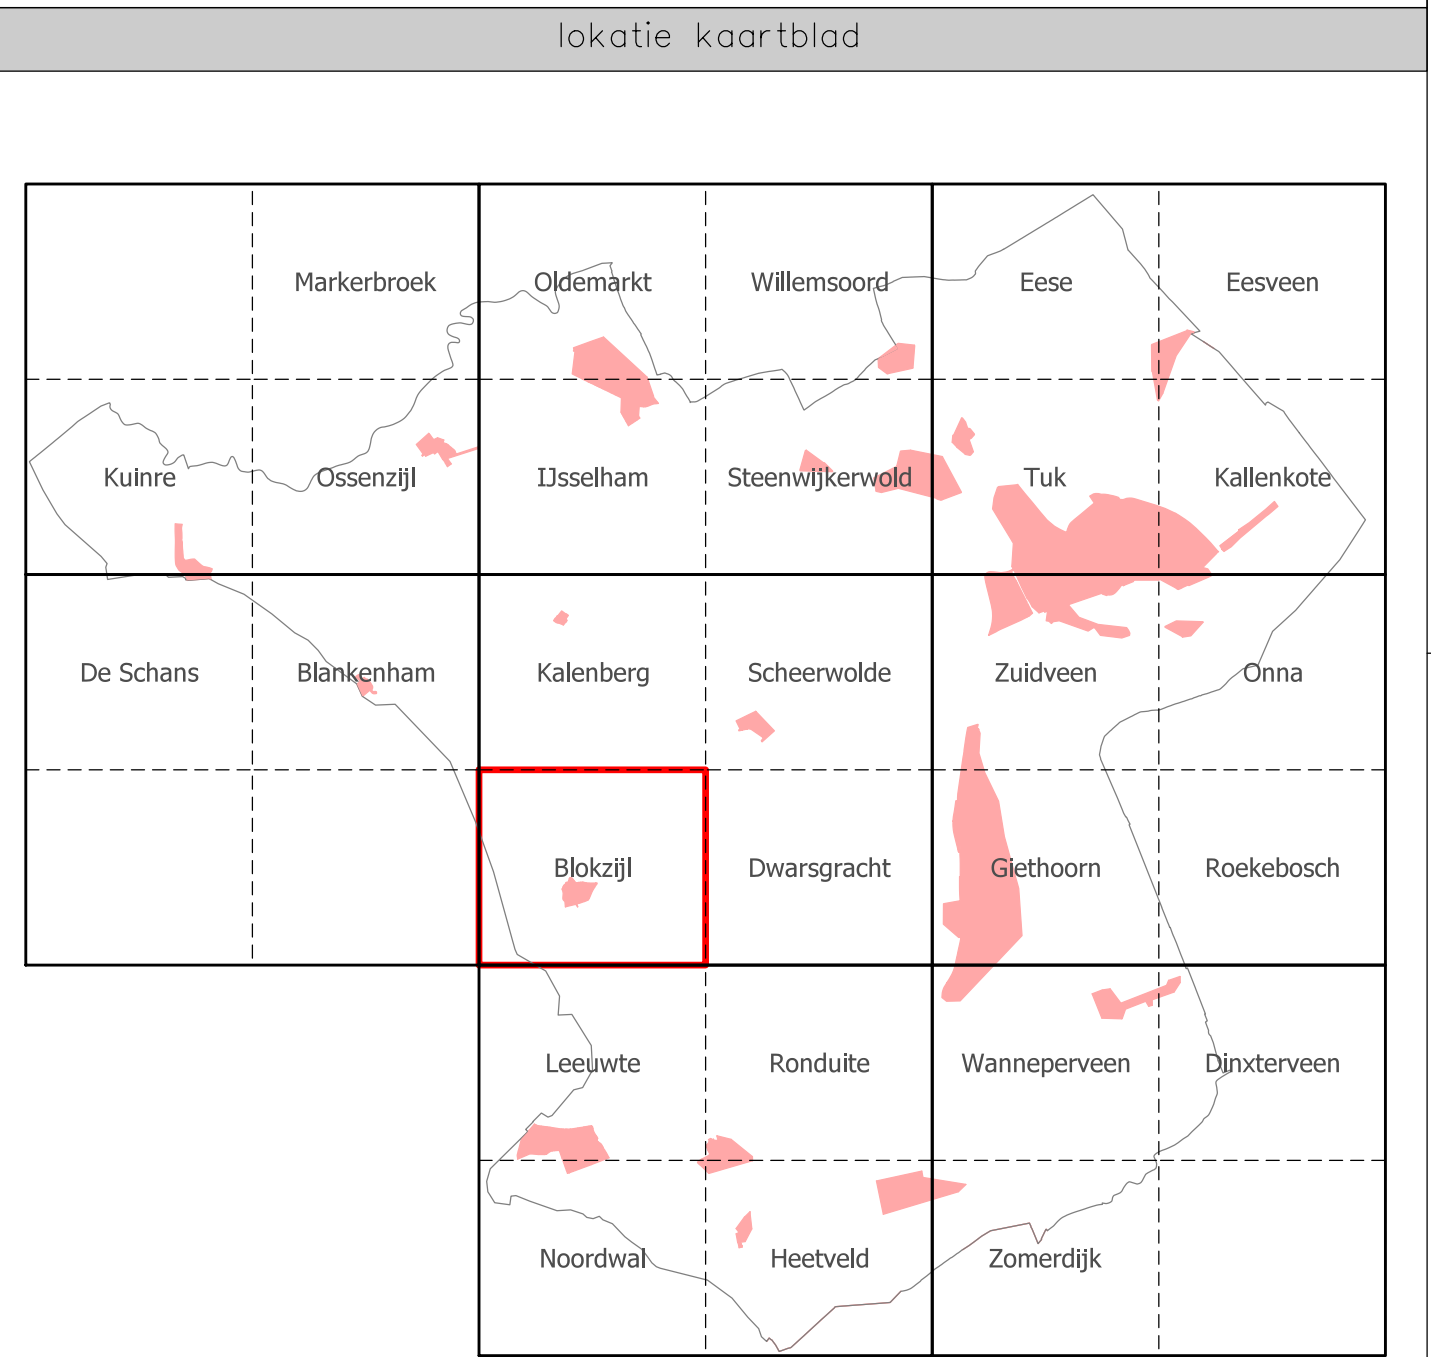 lokatie kaartblad
Markerbroek Oldemarkt Willemsoord Eese Eesveen
Kuinre Ossenzijl IJsselham Steenwijkerwold Tuk Kallenkote
De Schans Blankenham Kalenberg Scheerwolde Zuidveen Onna
Blokzijl Dwarsgracht Giethoorn Roekebosch
Leeuwte Ronduite Wanneperveen Dinxterveen
Noordwal Heetveld Zomerdijk